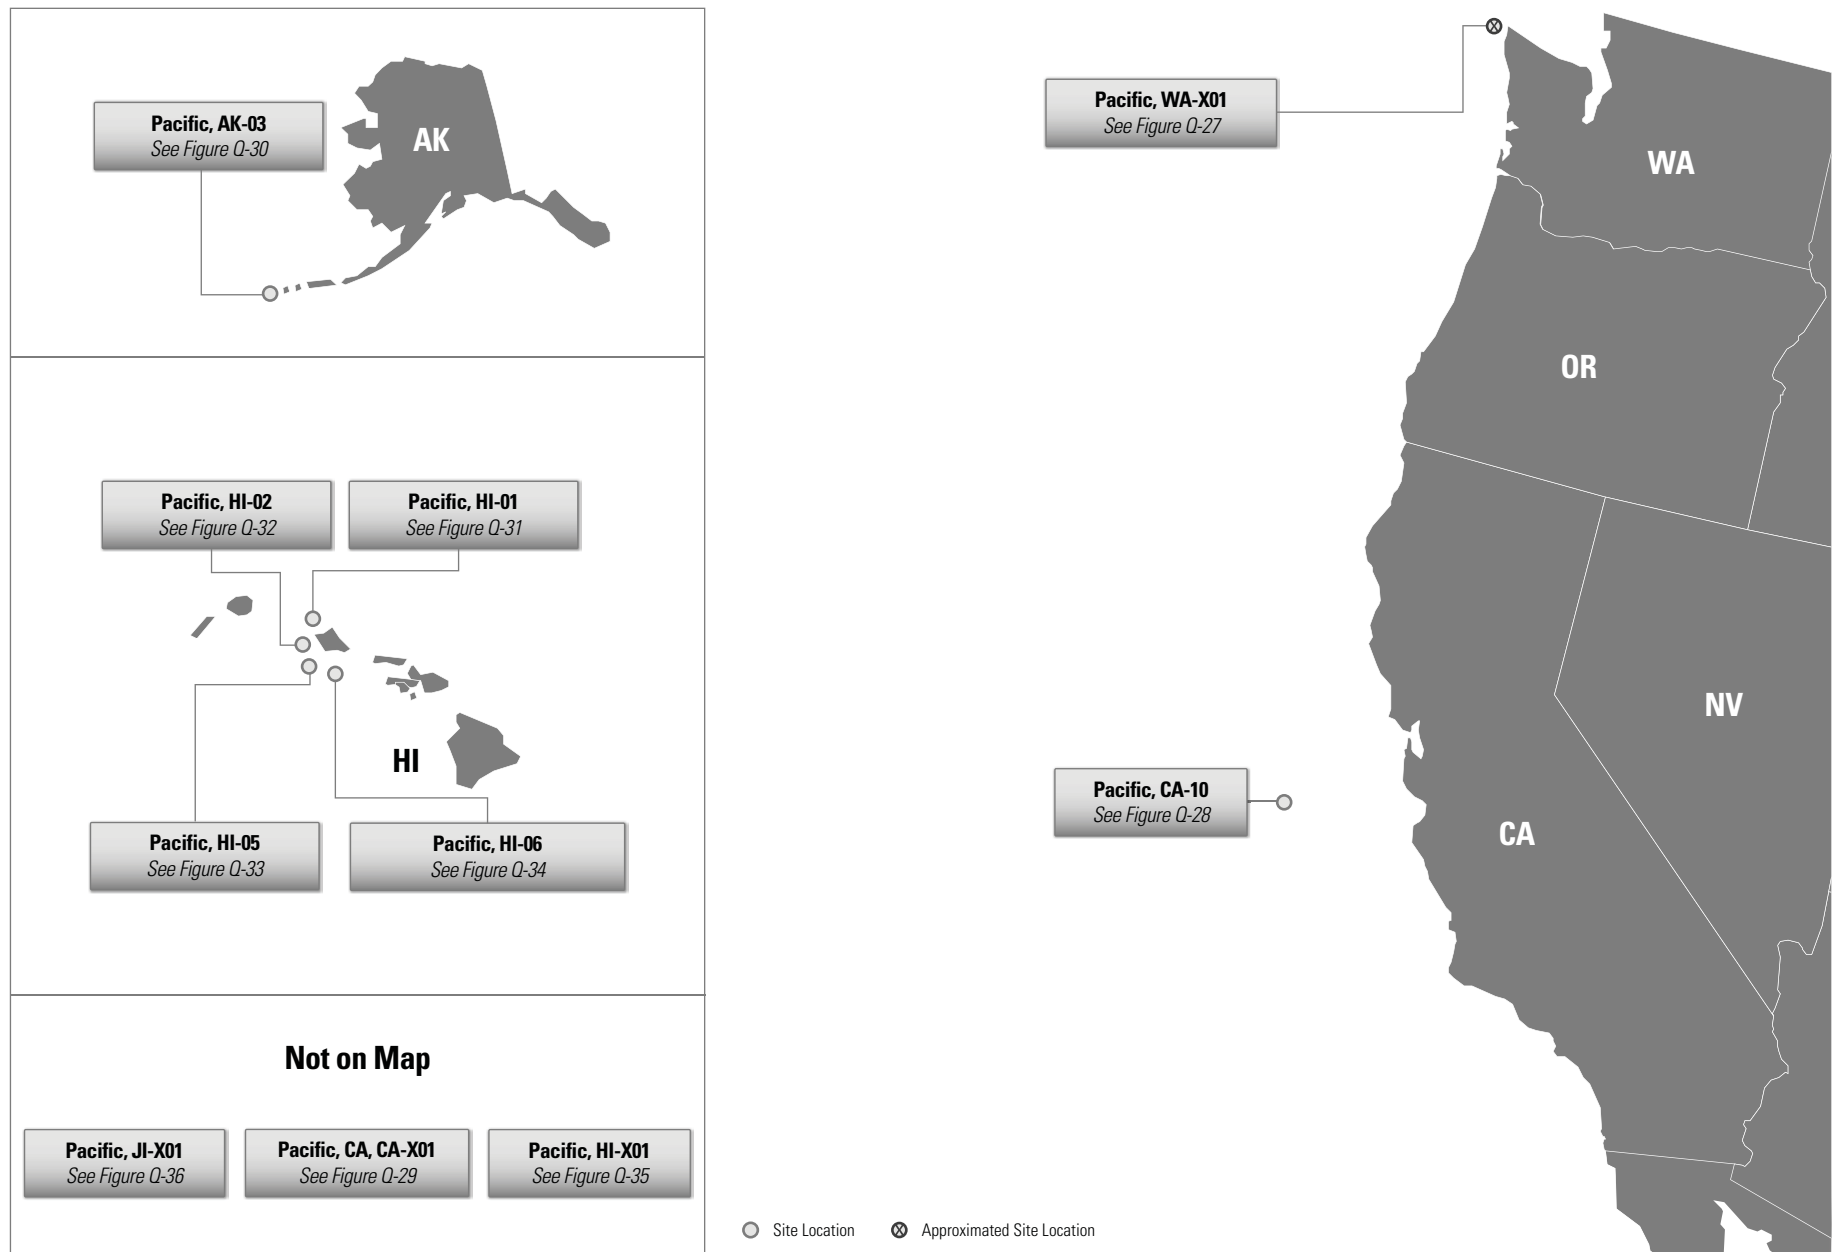 Pacific, AK-03
See Figure Q-30
AK
Pacific, HI-02
See Figure Q-32
Pacific, HI-01
See Figure Q-31
HI
Pacific, HI-05
See Figure Q-33
Pacific, HI-06
See Figure Q-34
Not on Map
Pacific, JI-X01
See Figure Q-36
Pacific, CA, CA-X01
See Figure Q-29
Pacific, HI-X01
See Figure Q-35
Pacific, WA-X01
See Figure Q-27
WA
OR
NV
Pacific, CA-10
See Figure Q-28
CA
Site Location
Approximated Site Location